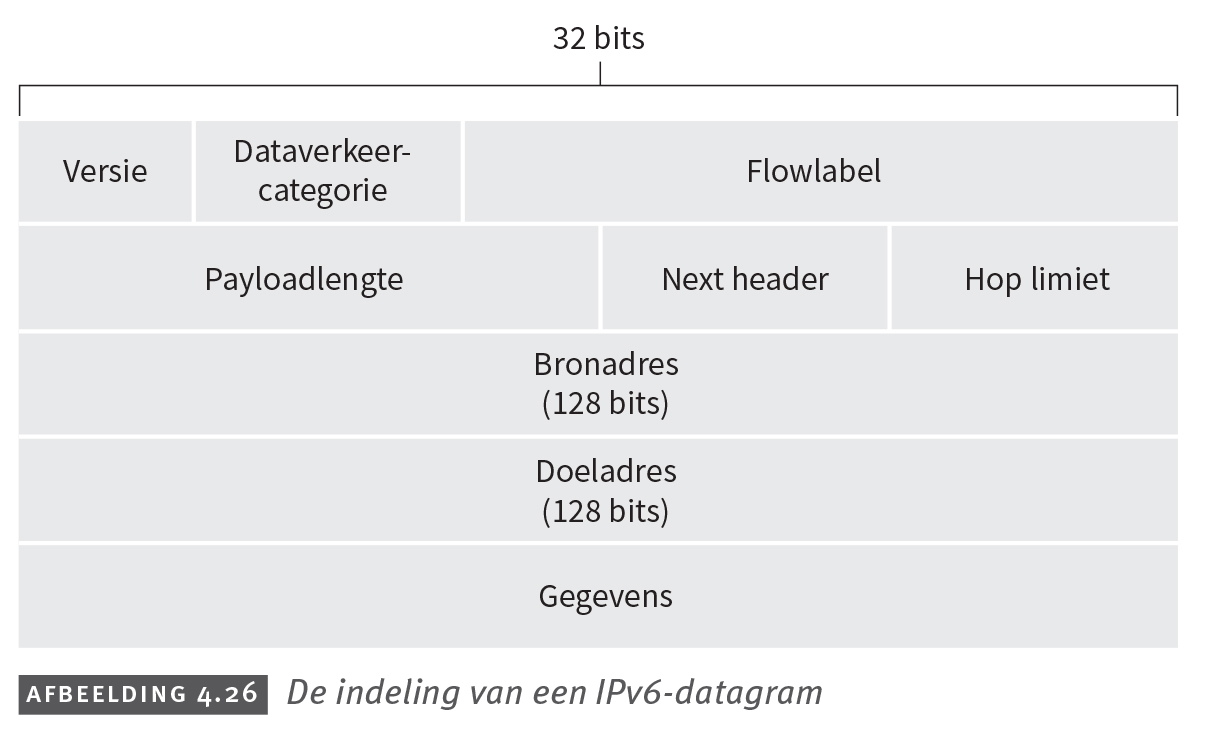 32 bits
Versie
Dataverkeer-
categorie
Flowlabel
Payloadlengte
Next header
Hop limiet
Bronadres
(128 bits)
Doeladres
(128 bits)
Gegevens
AFBEELDING 4.26 De indeling van een IPv6-datagram